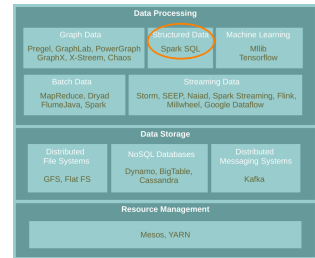 Data Processing
Graph Data
Pregel, GraphLab, PowerGraph
GraphX, X-Streem, Chaos
Structured Data
Spark SQL
Machine Learning
Mllib
Tensorflow
Batch Data
MapReduce, Dryad
FlumeJava, Spark
Streaming Data
Storm, SEEP, Naiad, Spark Streaming, Flink,
Millwheel, Google Dataflow
Data Storage
Distributed
File Systems
GFS, Flat FS
NoSQL Databases
Dynamo, BigTable,
Cassandra
Distributed
Messaging Systems
Kafka
Resource Management
Mesos, YARN